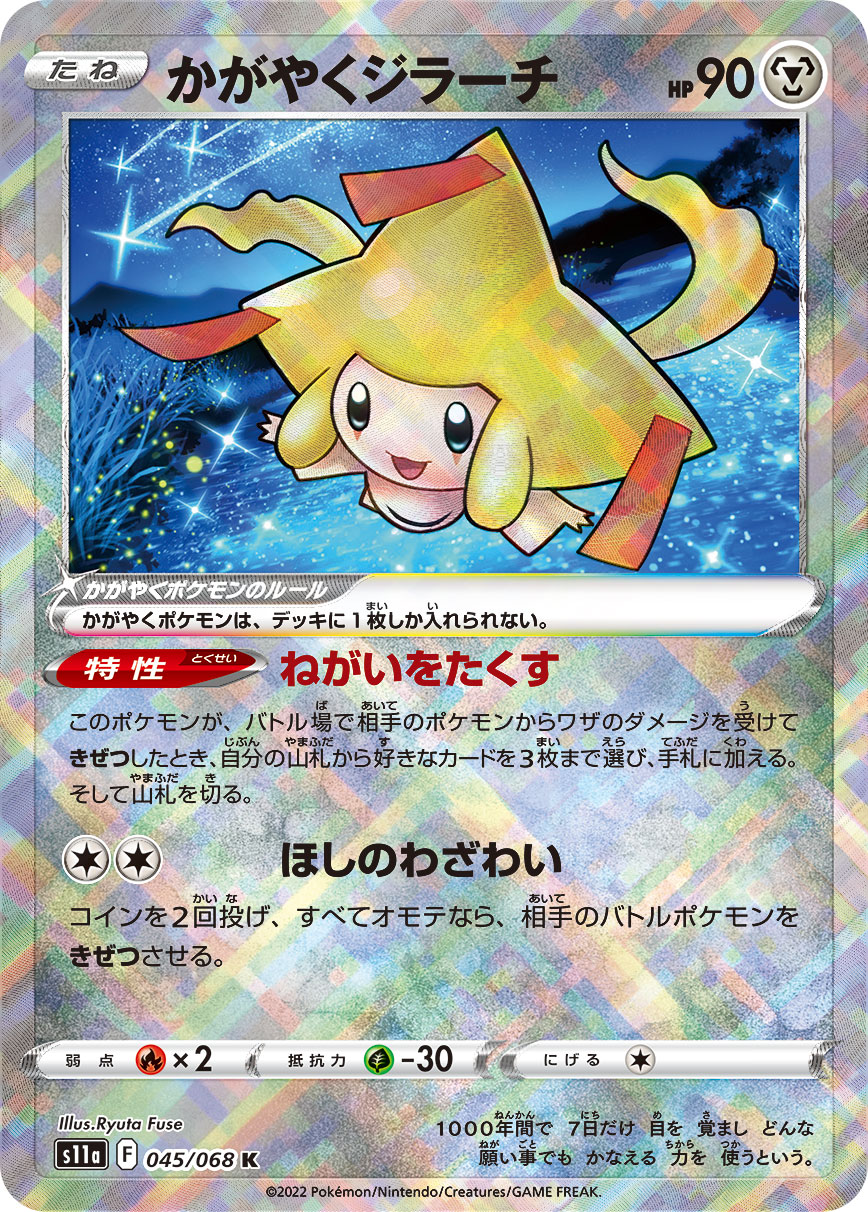 たね かがやくジラーチ HP90
かがやくポケモンのルール
かがやくポケモンは、デッキに1枚しか入れられない。
特性 とくせい ねがいをたくす
このポケモンが、バトル場で相手のポケモンからワザのダメージを受けて
きぜつしたとき、自分の山札から好きなカードを3枚まで選び、手札に加える。
そして山札を切る。
ほしのわざわい
コインを2回投げ、すべてオモテなら、相手のバトルポケモンを
きぜつさせる。
弱点 ×2 抵抗力 -30 にげる
Illus.Ryuta Fuse
s11a F 045/068 K
1000年間で 7日だけ 目を 覚まし どんな
願い事でも かなえる 力を 使うという。
©2022 Pokémon/Nintendo/Creatures/GAME FREAK.